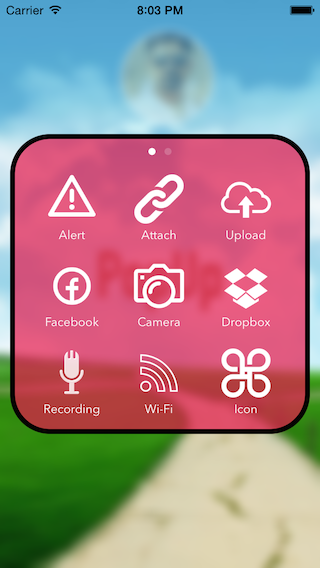 Carrier 8:03 PM
Alert Attach Upload
Facebook Camera Dropbox
Recording Wi-Fi Icon